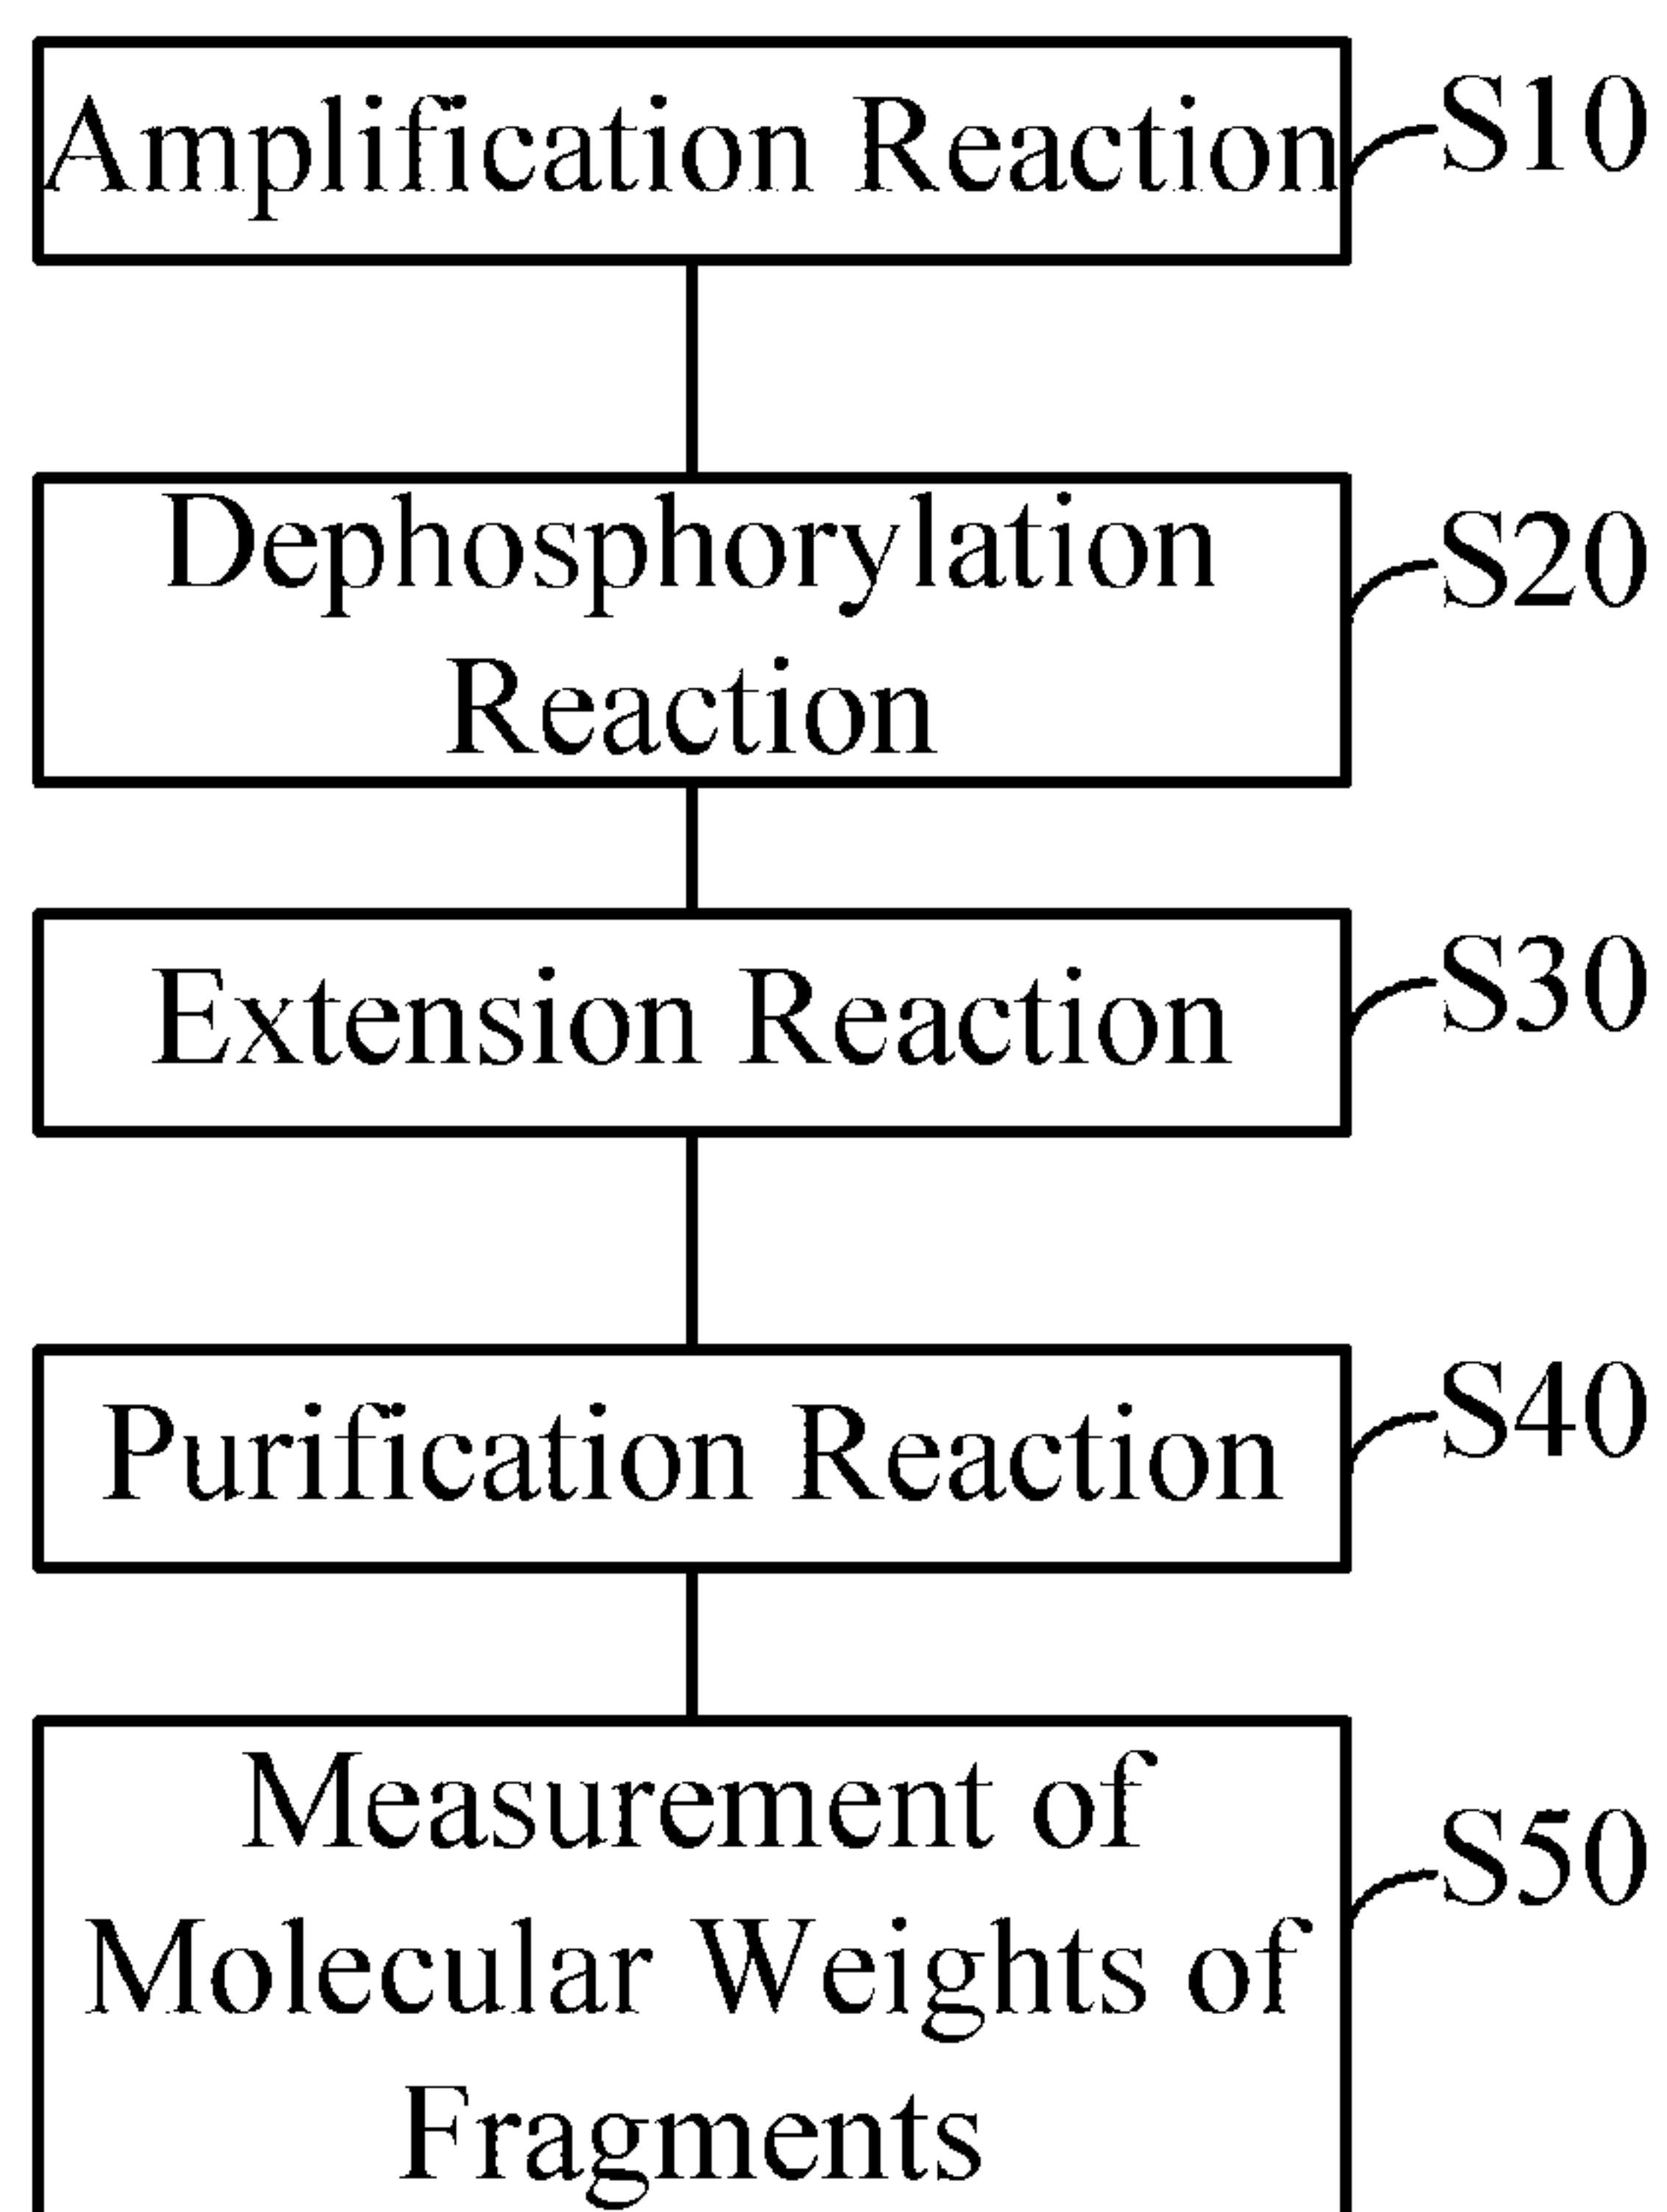 Amplification Reaction
S10
Dephosphorylation
Reaction
S20
Extension Reaction
S30
Purification Reaction
S40
Measurement of
Molecular Weights of
Fragments
S50